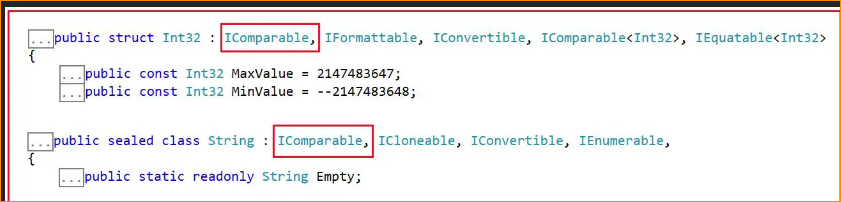 ...public struct Int32 : IComparable, IFormattable, IConvertible, IComparable<Int32>, IEquatable<Int32>
{
...public const Int32 MaxValue = 2147483647;
...public const Int32 MinValue = --2147483648;
...public sealed class String : IComparable, ICloneable, IConvertible, IEnumerable,
{
...public static readonly String Empty;